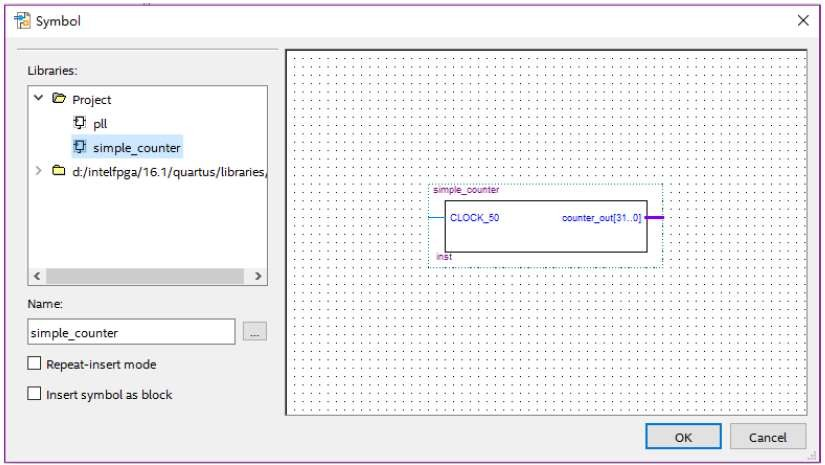 Symbol
Libraries:
Project
pll
simple_counter
d:/intelfpga/16.1/quartus/libraries/
Name:
simple_counter
...
Repeat-insert mode
Insert symbol as block
simple_counter
CLOCK_50 counter_out[31..0]
inst
OK Cancel